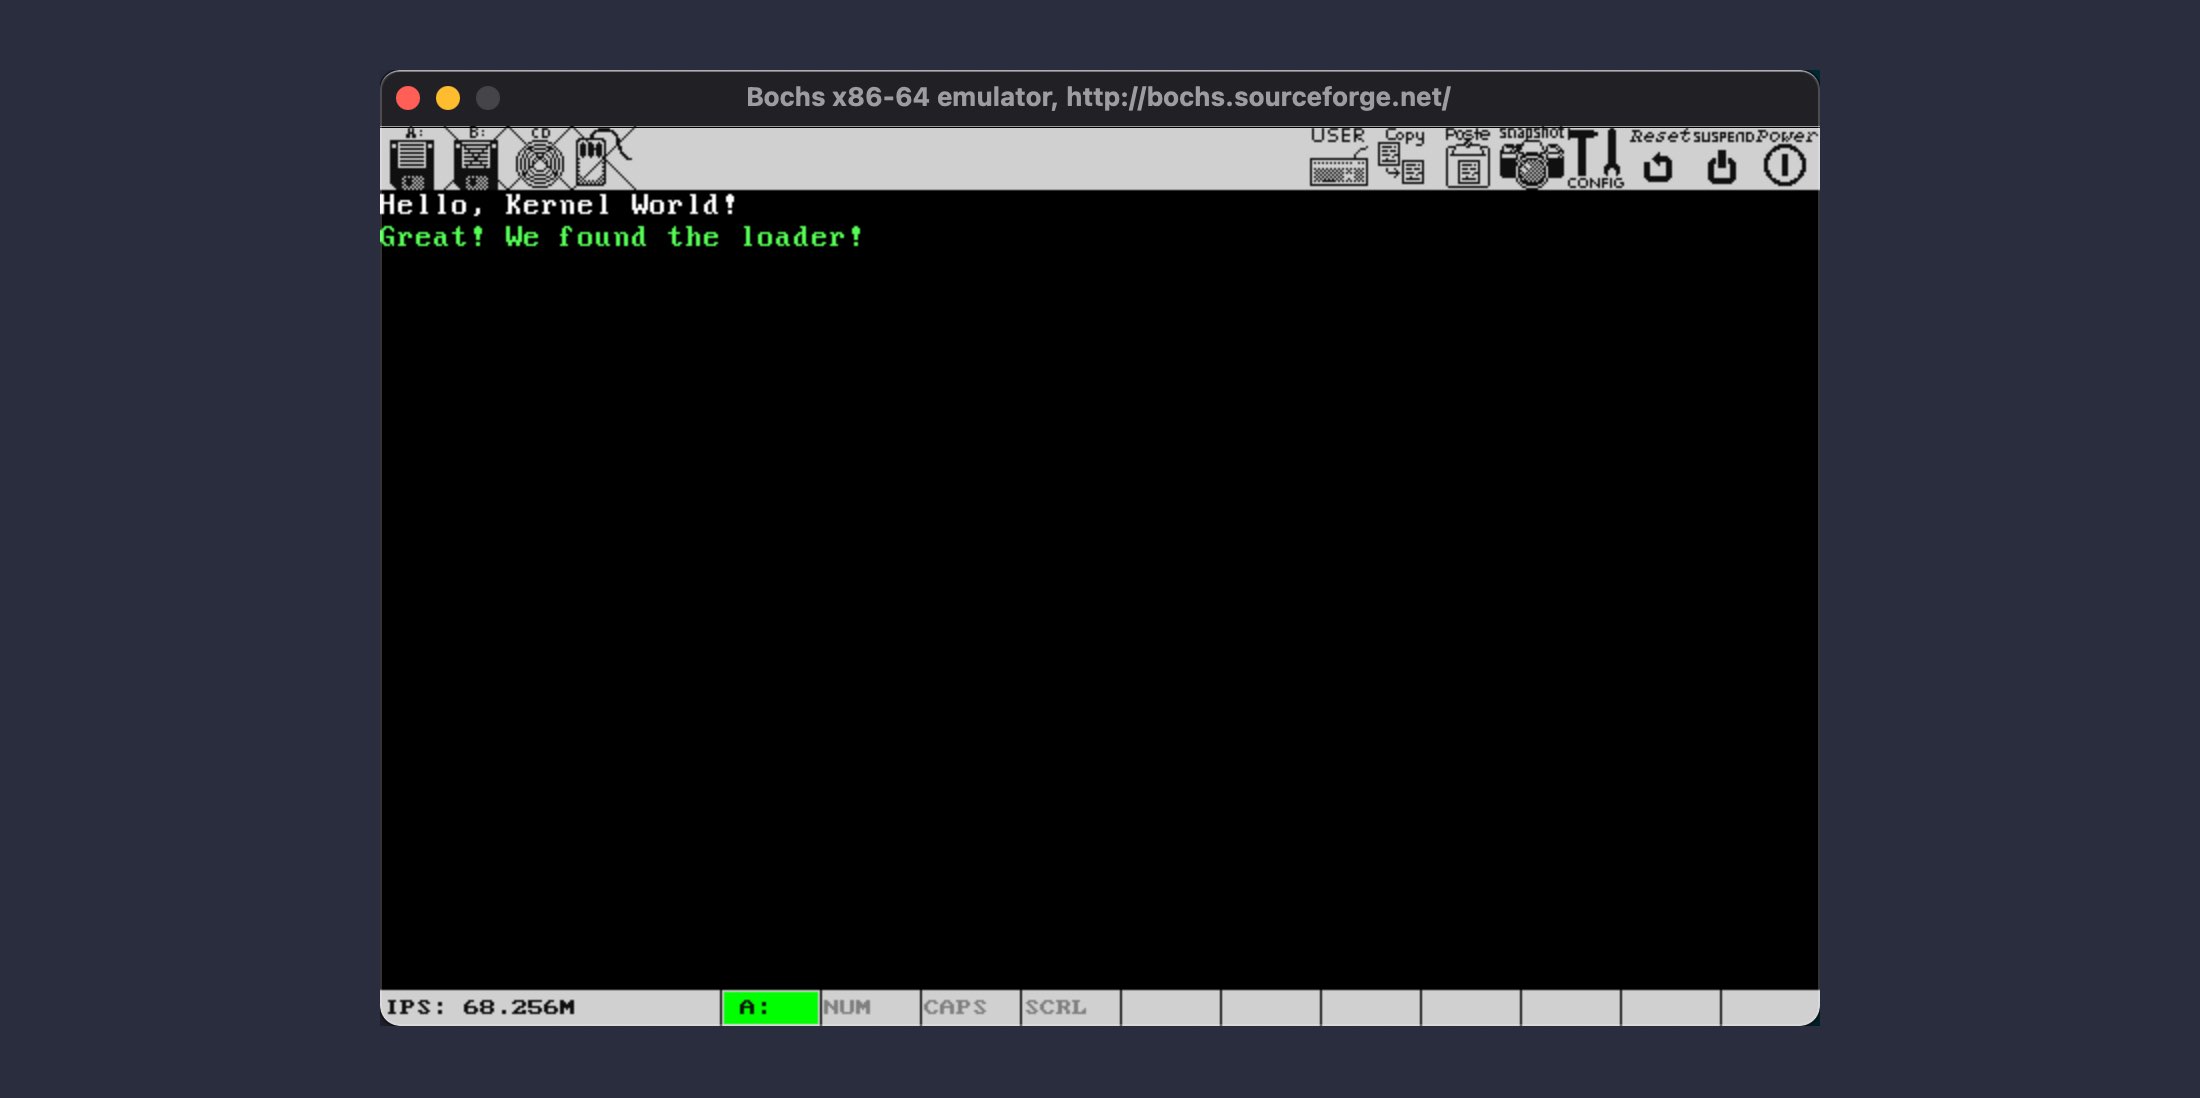 Bochs x86-64 emulator, http://bochs.sourceforge.net/
A: B: CD USER Copy Paste snapshot CONFIG Reset SUSPEND Power
Hello, Kernel World!
Great! We found the loader!
IPS: 68.256M A: NUM CAPS SCRL